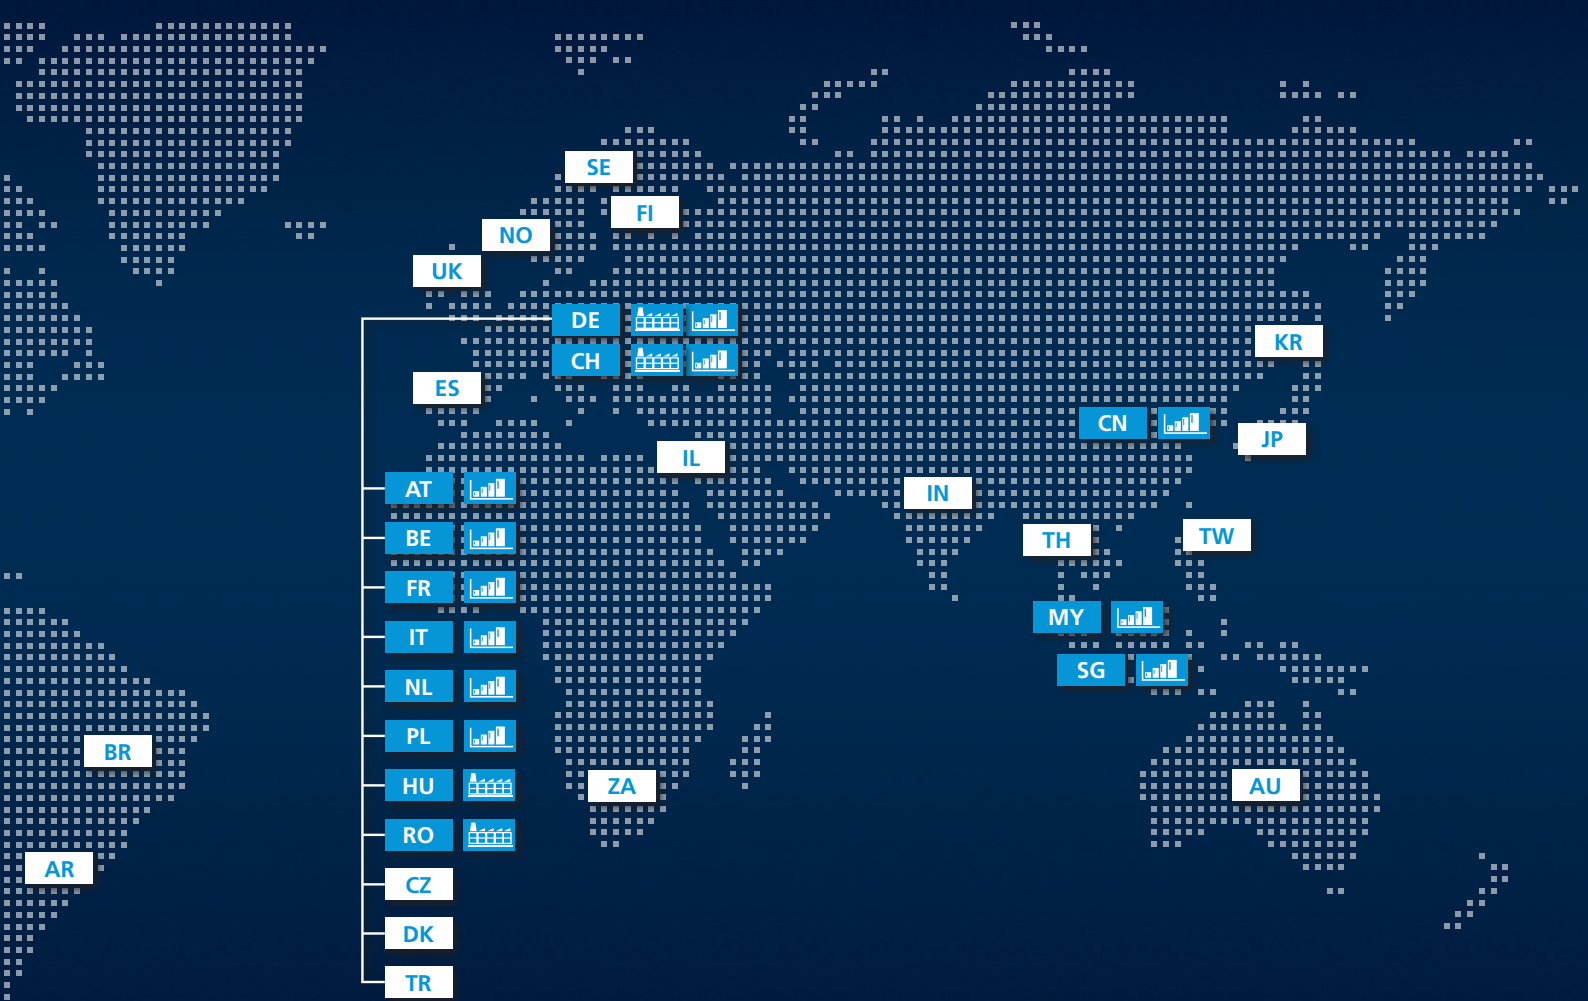 SE
FI
NO
UK
DE
CH
KR
ES
CN
JP
IL
AT
IN
BE
TH
TW
FR
MY
IT
SG
NL
PL
BR
HU
ZA
AU
RO
AR
CZ
DK
TR